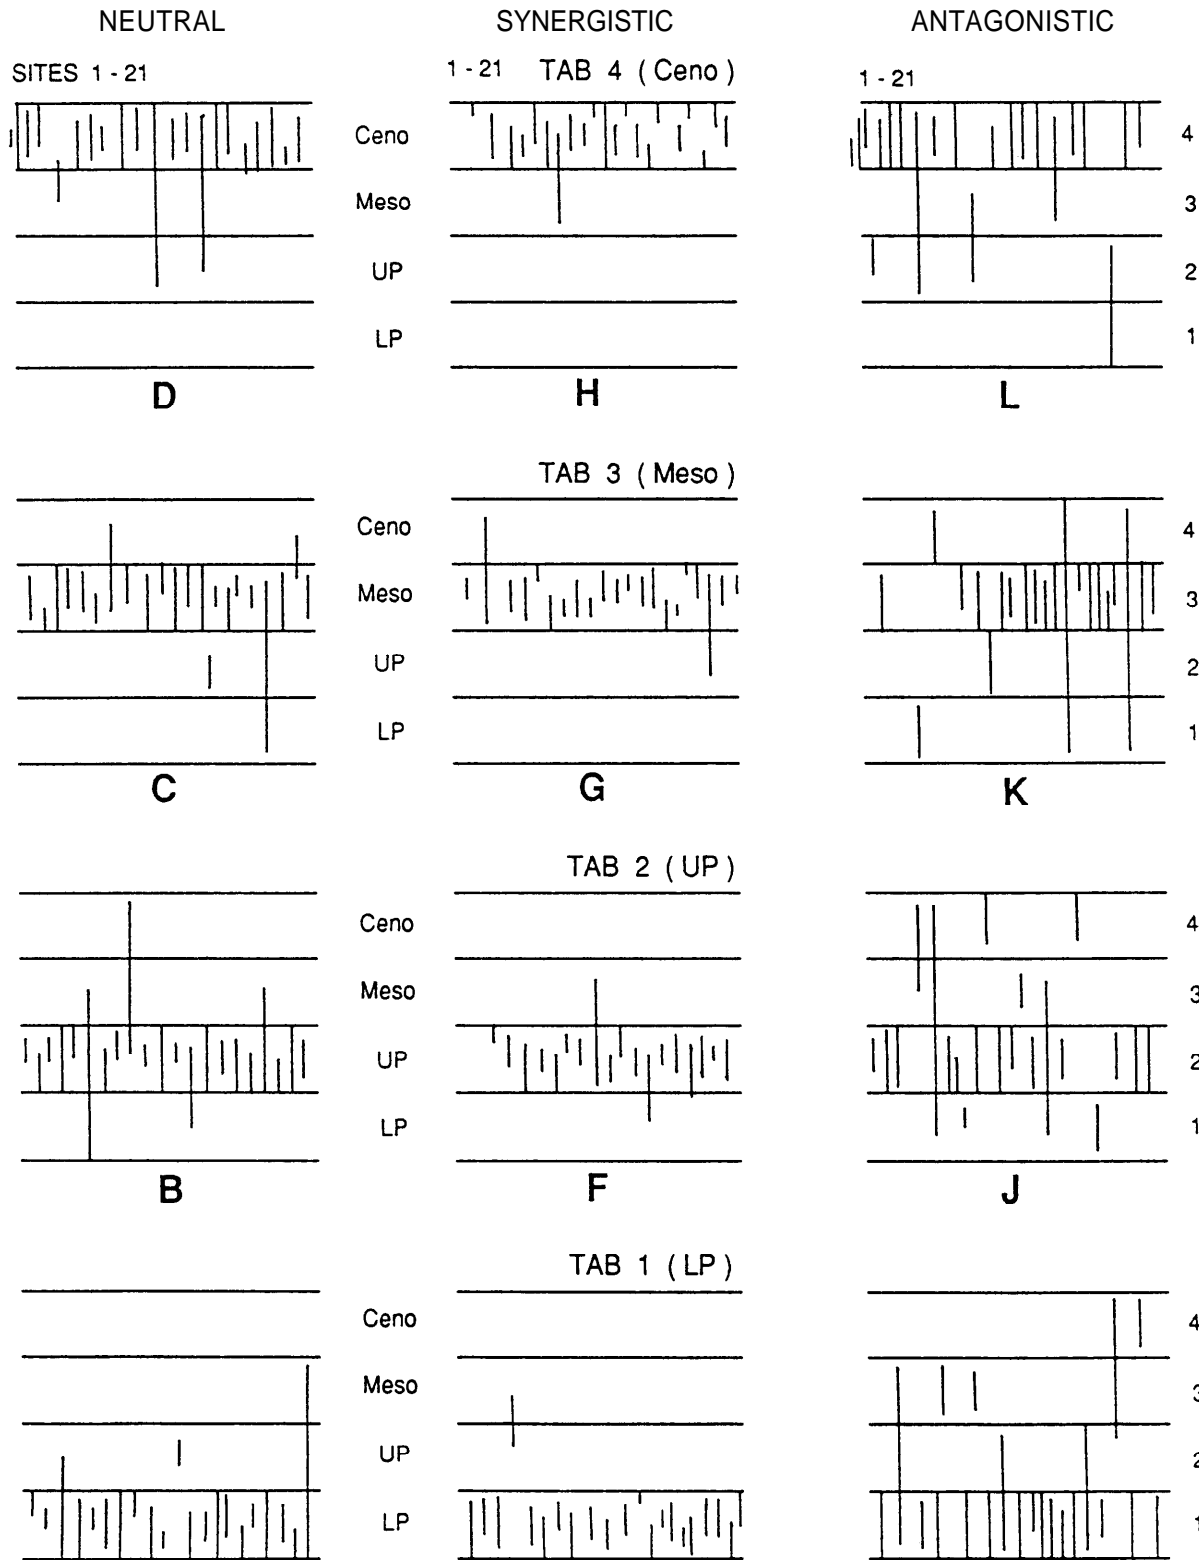 NEUTRAL SYNERGISTIC ANTAGONISTIC
SITES 1 - 21 1 - 21 TAB 4 ( Ceno ) 1 - 21
Ceno 4
Meso 3
UP 2
LP 1
D H L
TAB 3 ( Meso )
Ceno 4
Meso 3
UP 2
LP 1
C G K
TAB 2 ( UP )
Ceno 4
Meso 3
UP 2
LP 1
B F J
TAB 1 ( LP )
Ceno 4
Meso 3
UP 2
LP 1